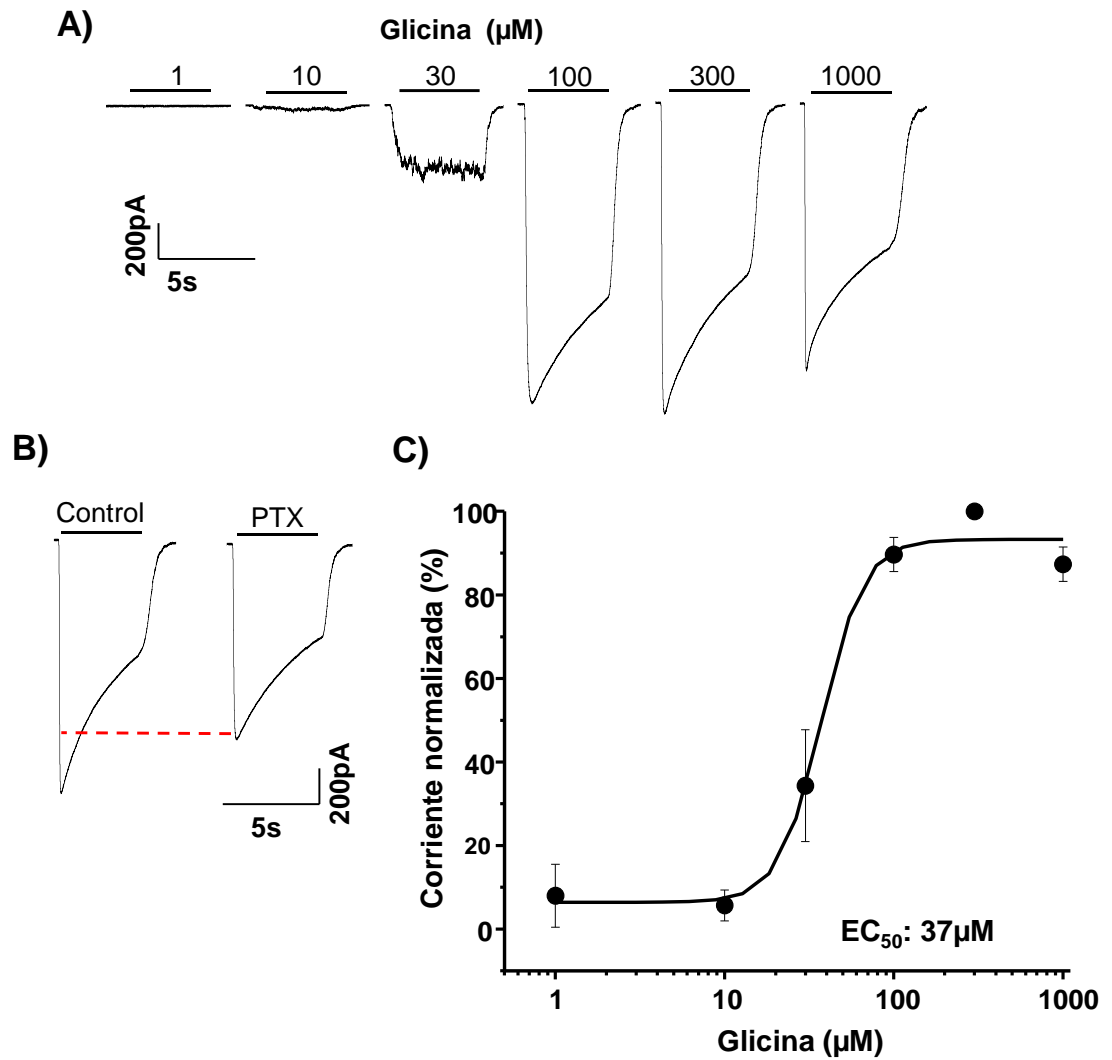 A)
Glicina (µM)
1 10 30 100 300 1000
200pA
5s
B)
Control PTX
200pA
5s
C)
Corriente normalizada (%)
100
80
60
40
20
0
EC₅₀: 37µM
1 10 100 1000
Glicina (µM)